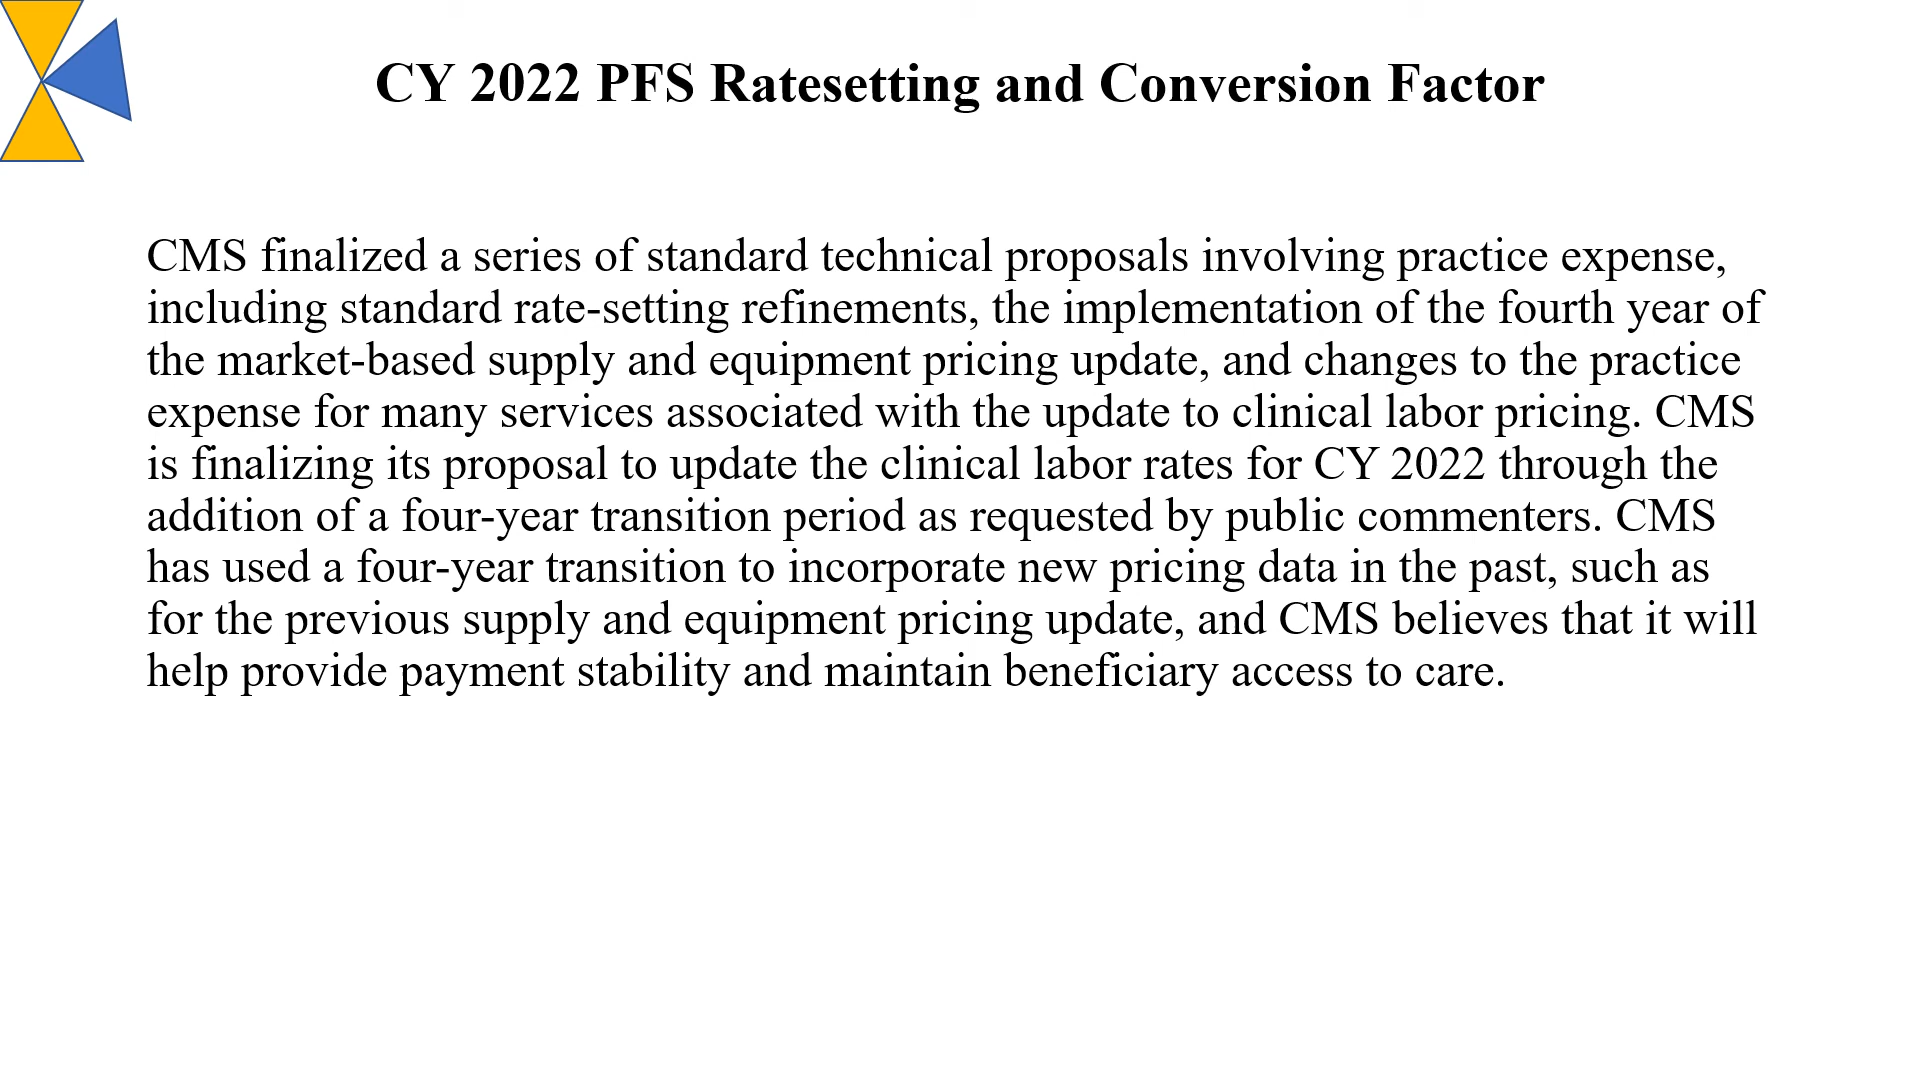 CY 2022 PFS Ratesetting and Conversion Factor
CMS finalized a series of standard technical proposals involving practice expense,
including standard rate-setting refinements, the implementation of the fourth year of
the market-based supply and equipment pricing update, and changes to the practice
expense for many services associated with the update to clinical labor pricing. CMS
is finalizing its proposal to update the clinical labor rates for CY 2022 through the
addition of a four-year transition period as requested by public commenters. CMS
has used a four-year transition to incorporate new pricing data in the past, such as
for the previous supply and equipment pricing update, and CMS believes that it will
help provide payment stability and maintain beneficiary access to care.